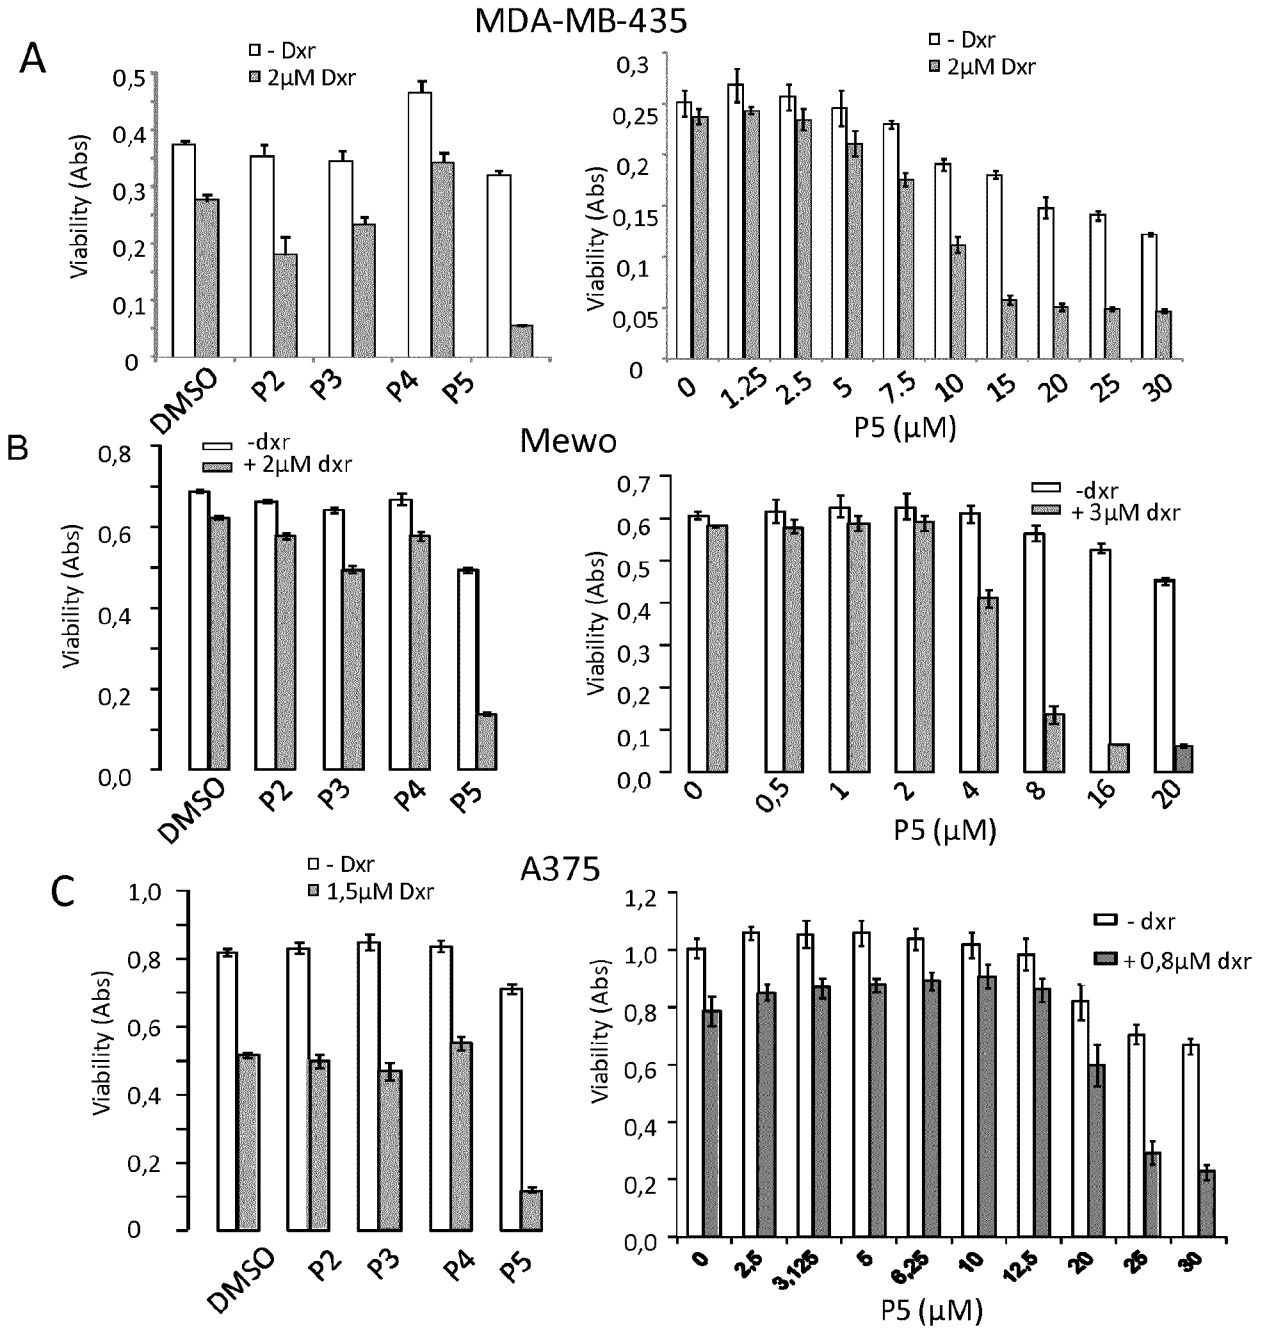 MDA-MB-435
A
- Dxr
2µM Dxr
0,5
0,4
0,3
0,2
0,1
0
Viability (Abs)
DMSO P2 P3 P4 P5
- Dxr
2µM Dxr
0,3
0,25
0,2
0,15
0,1
0,05
0
Viability (Abs)
0 1.25 2.5 5 7.5 10 15 20 25 30
P5 (µM)
B
Mewo
-dxr
+ 2µM dxr
0,8
0,6
0,4
0,2
0,0
Viability (Abs)
DMSO P2 P3 P4 P5
-dxr
+ 3µM dxr
0,7
0,6
0,5
0,4
0,3
0,2
0,1
0.0
Viability (Abs)
0 0,5 1 2 4 8 16 20
P5 (µM)
C
A375
- Dxr
1,5µM Dxr
1,0
0,8
0,6
0,4
0,2
0
Viability (Abs)
DMSO P2 P3 P4 P5
- dxr
+ 0,8µM dxr
1,2
1,0
0,8
0,6
0,4
0,2
0,0
Viability (Abs)
0 2,5 3,125 5 6,25 10 12,5 20 25 30
P5 (µM)